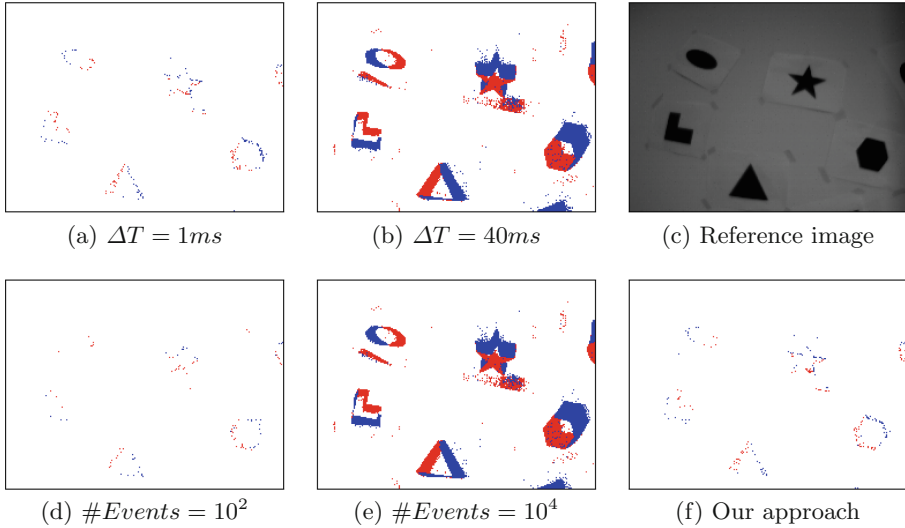 (a) ΔT = 1ms
(b) ΔT = 40ms
(c) Reference image
(d) #Events = 10²
(e) #Events = 10⁴
(f) Our approach